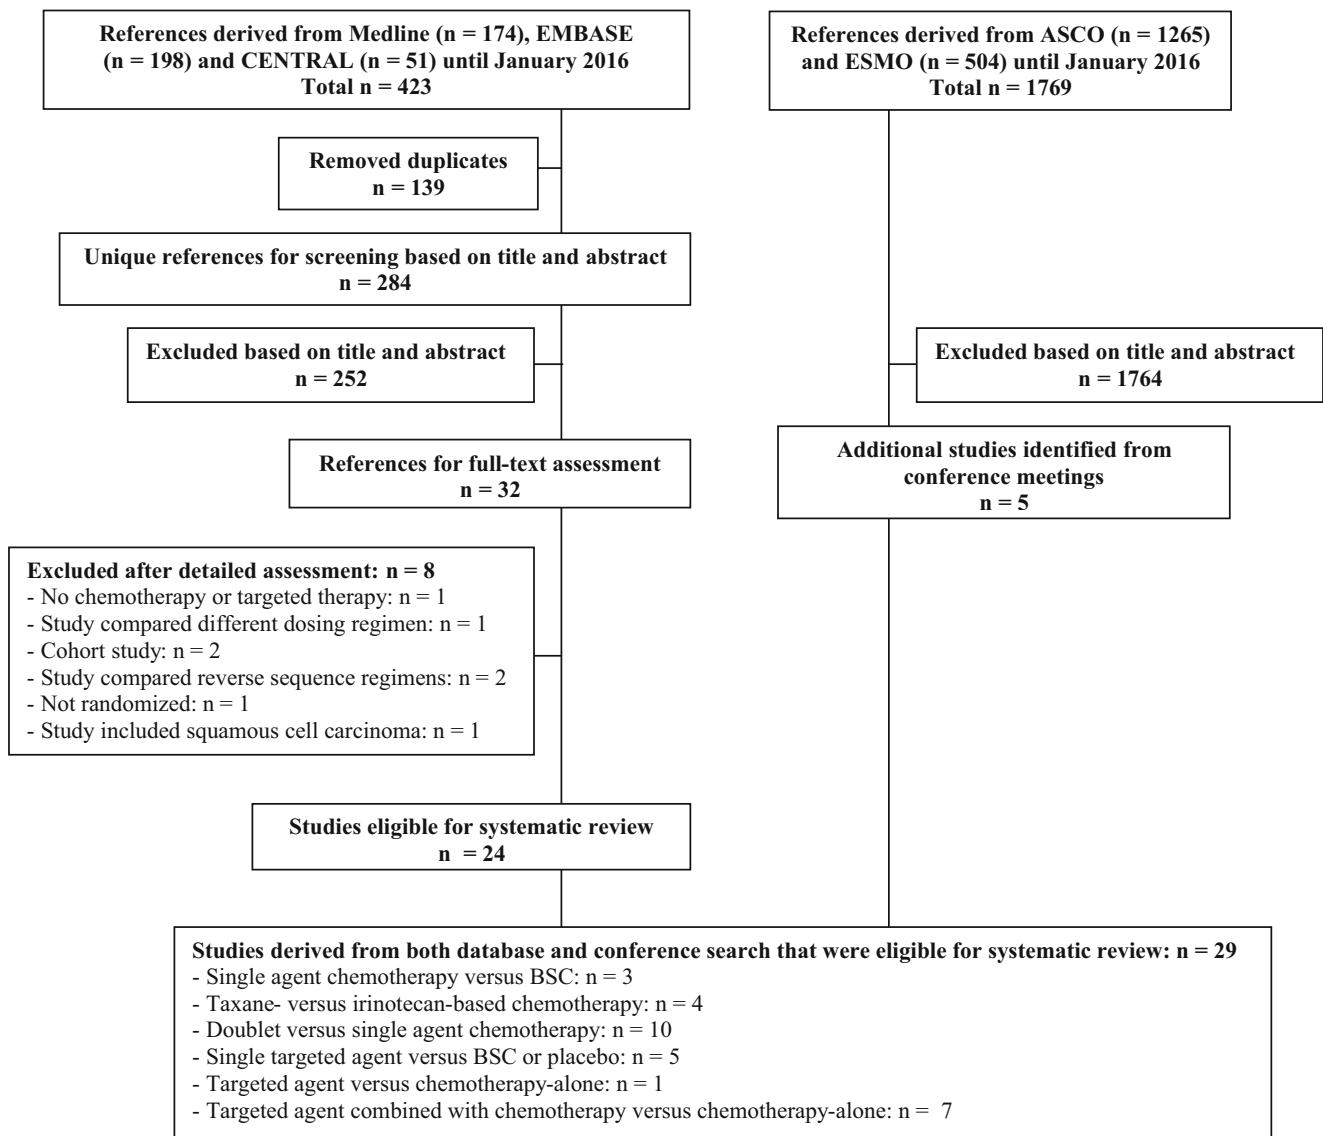 References derived from Medline (n = 174), EMBASE
(n = 198) and CENTRAL (n = 51) until January 2016
Total n = 423
References derived from ASCO (n = 1265)
and ESMO (n = 504) until January 2016
Total n = 1769
Removed duplicates
n = 139
Unique references for screening based on title and abstract
n = 284
Excluded based on title and abstract
n = 252
Excluded based on title and abstract
n = 1764
References for full-text assessment
n = 32
Additional studies identified from
conference meetings
n = 5
Excluded after detailed assessment: n = 8
- No chemotherapy or targeted therapy: n = 1
- Study compared different dosing regimen: n = 1
- Cohort study: n = 2
- Study compared reverse sequence regimens: n = 2
- Not randomized: n = 1
- Study included squamous cell carcinoma: n = 1
Studies eligible for systematic review
n = 24
Studies derived from both database and conference search that were eligible for systematic review: n = 29
- Single agent chemotherapy versus BSC: n = 3
- Taxane- versus irinotecan-based chemotherapy: n = 4
- Doublet versus single agent chemotherapy: n = 10
- Single targeted agent versus BSC or placebo: n = 5
- Targeted agent versus chemotherapy-alone: n = 1
- Targeted agent combined with chemotherapy versus chemotherapy-alone: n = 7